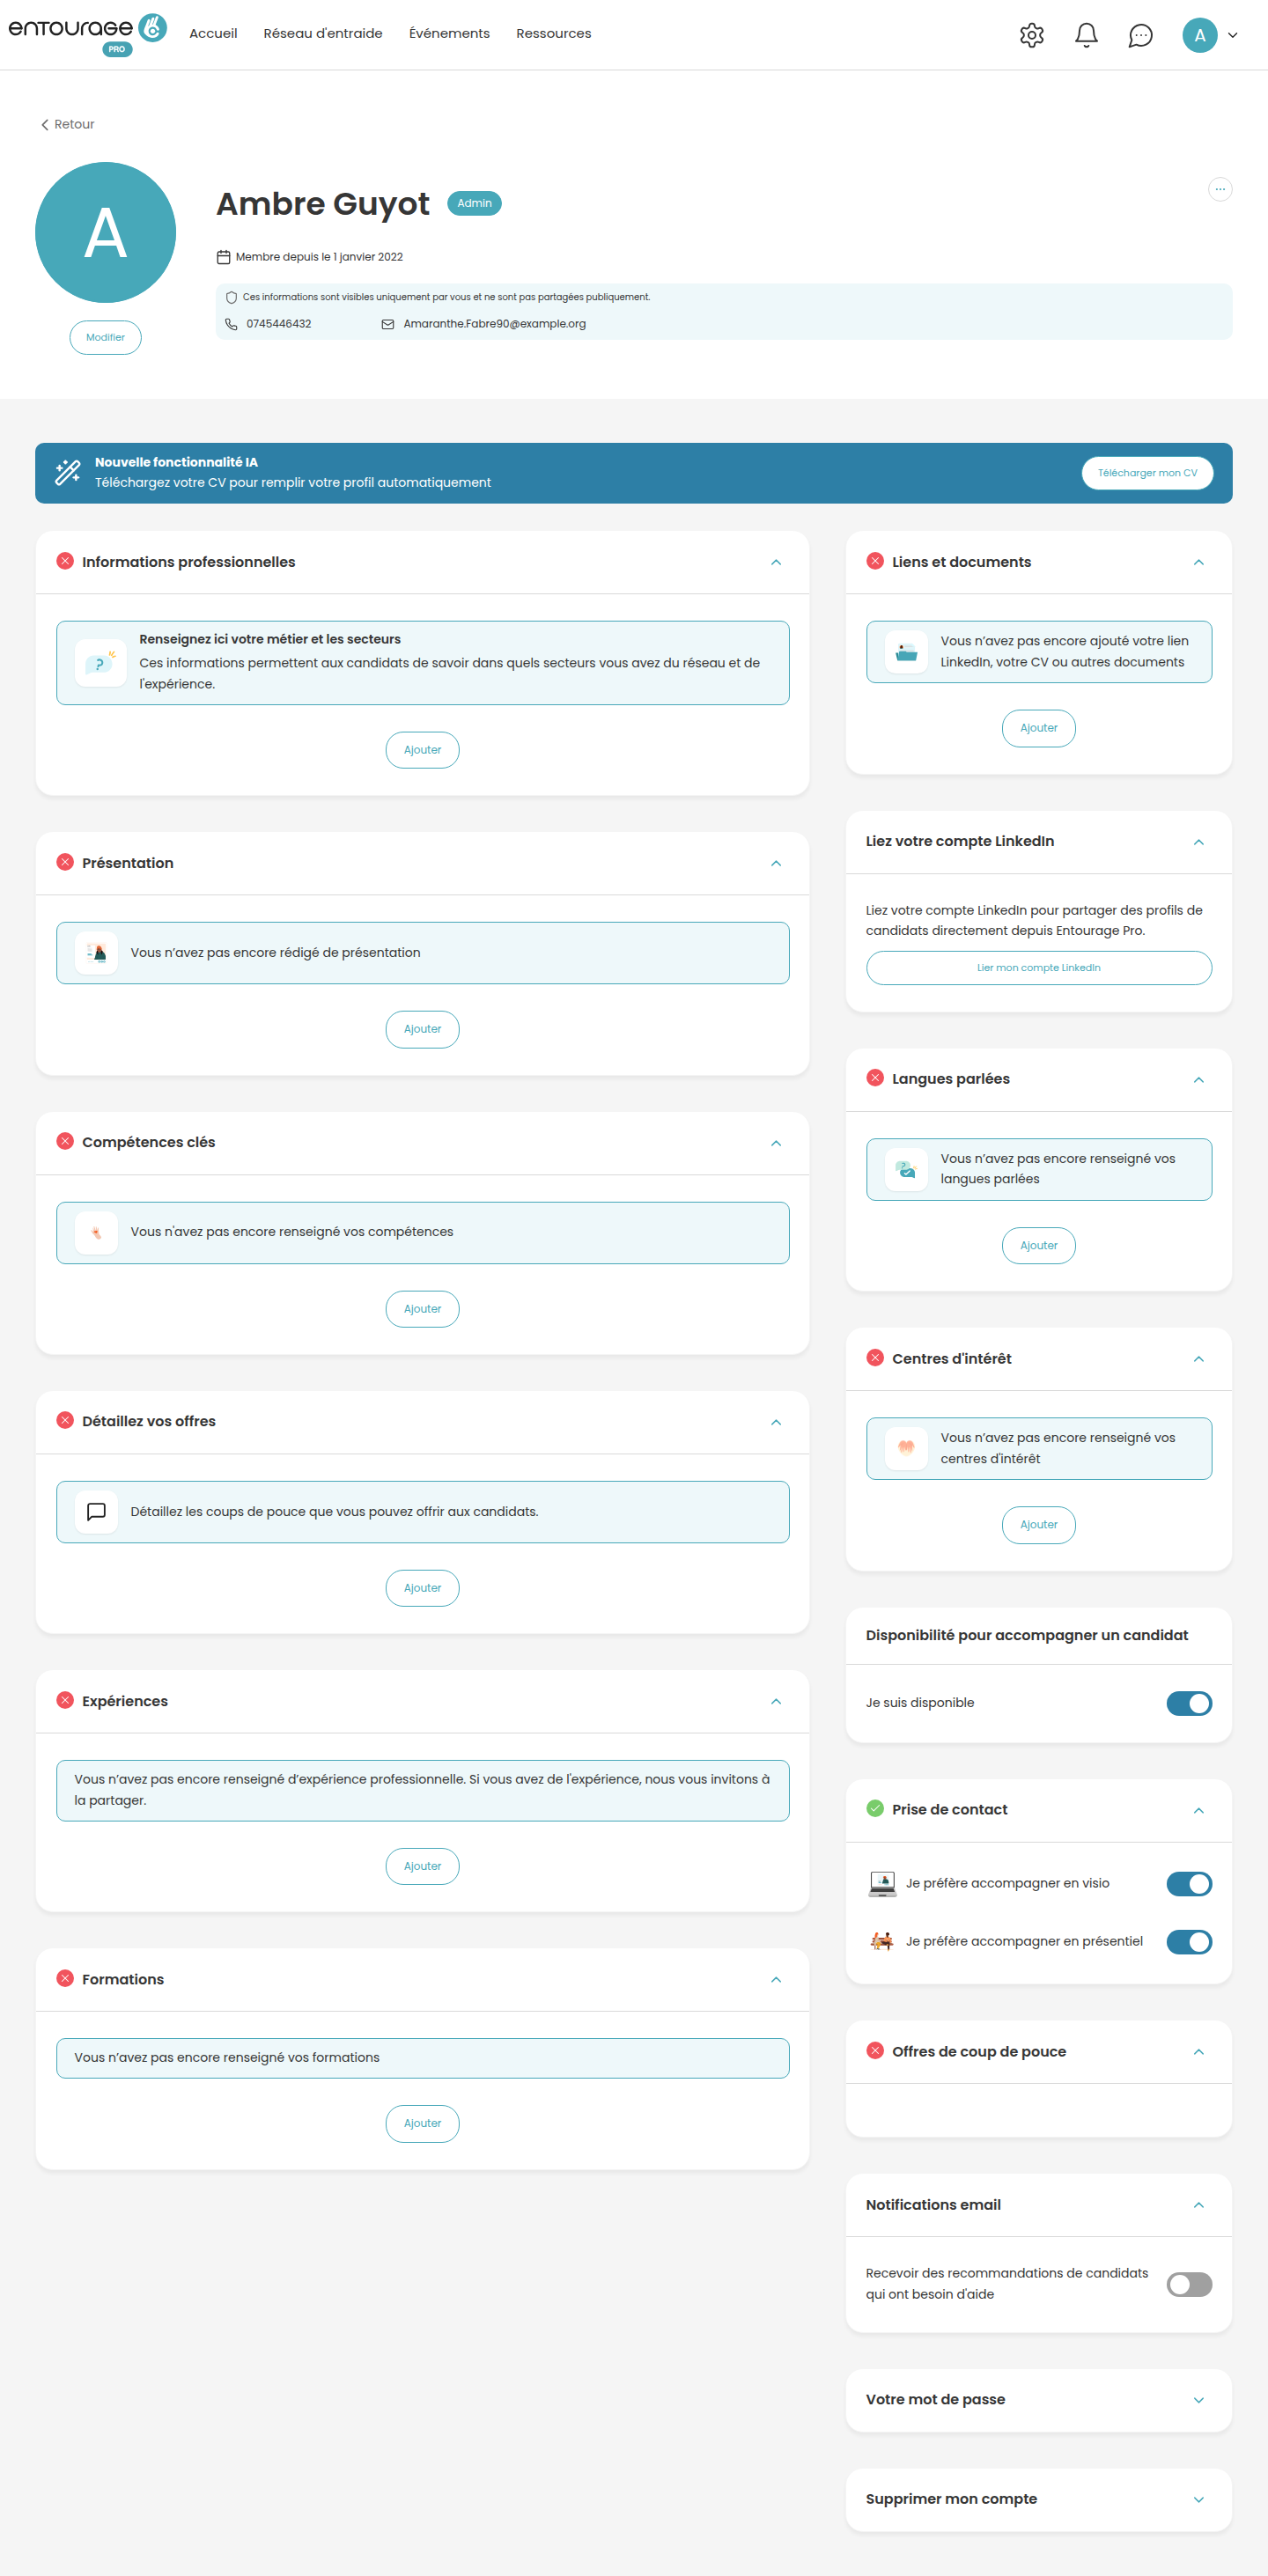 entourage
PRO
Accueil
Réseau d'entraide
Événements
Ressources
A
Retour
A
Modifier
Ambre Guyot
Admin
Membre depuis le 1 janvier 2022
Ces informations sont visibles uniquement par vous et ne sont pas partagées publiquement.
0745446432
Amaranthe.Fabre90@example.org
Nouvelle fonctionnalité IA
Téléchargez votre CV pour remplir votre profil automatiquement
Télécharger mon CV
Informations professionnelles
Renseignez ici votre métier et les secteurs
Ces informations permettent aux candidats de savoir dans quels secteurs vous avez du réseau et de
l'expérience.
Ajouter
Présentation
Vous n’avez pas encore rédigé de présentation
Ajouter
Compétences clés
Vous n'avez pas encore renseigné vos compétences
Ajouter
Détaillez vos offres
Détaillez les coups de pouce que vous pouvez offrir aux candidats.
Ajouter
Expériences
Vous n’avez pas encore renseigné d’expérience professionnelle. Si vous avez de l'expérience, nous vous invitons à
la partager.
Ajouter
Formations
Vous n’avez pas encore renseigné vos formations
Ajouter
Liens et documents
Vous n’avez pas encore ajouté votre lien
LinkedIn, votre CV ou autres documents
Ajouter
Liez votre compte LinkedIn
Liez votre compte LinkedIn pour partager des profils de
candidats directement depuis Entourage Pro.
Lier mon compte LinkedIn
Langues parlées
Vous n’avez pas encore renseigné vos
langues parlées
Ajouter
Centres d'intérêt
Vous n’avez pas encore renseigné vos
centres d'intérêt
Ajouter
Disponibilité pour accompagner un candidat
Je suis disponible
Prise de contact
Je préfère accompagner en visio
Je préfère accompagner en présentiel
Offres de coup de pouce
Notifications email
Recevoir des recommandations de candidats
qui ont besoin d'aide
Votre mot de passe
Supprimer mon compte